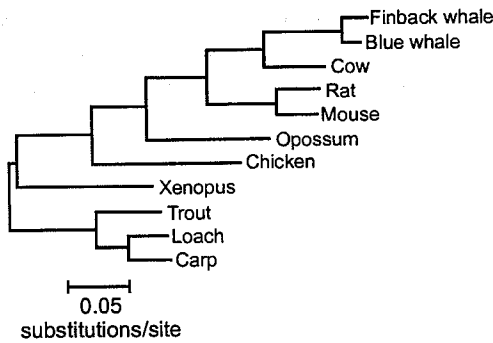 Finback whale
Blue whale
Cow
Rat
Mouse
Opossum
Chicken
Xenopus
Trout
Loach
Carp
0.05
substitutions/site